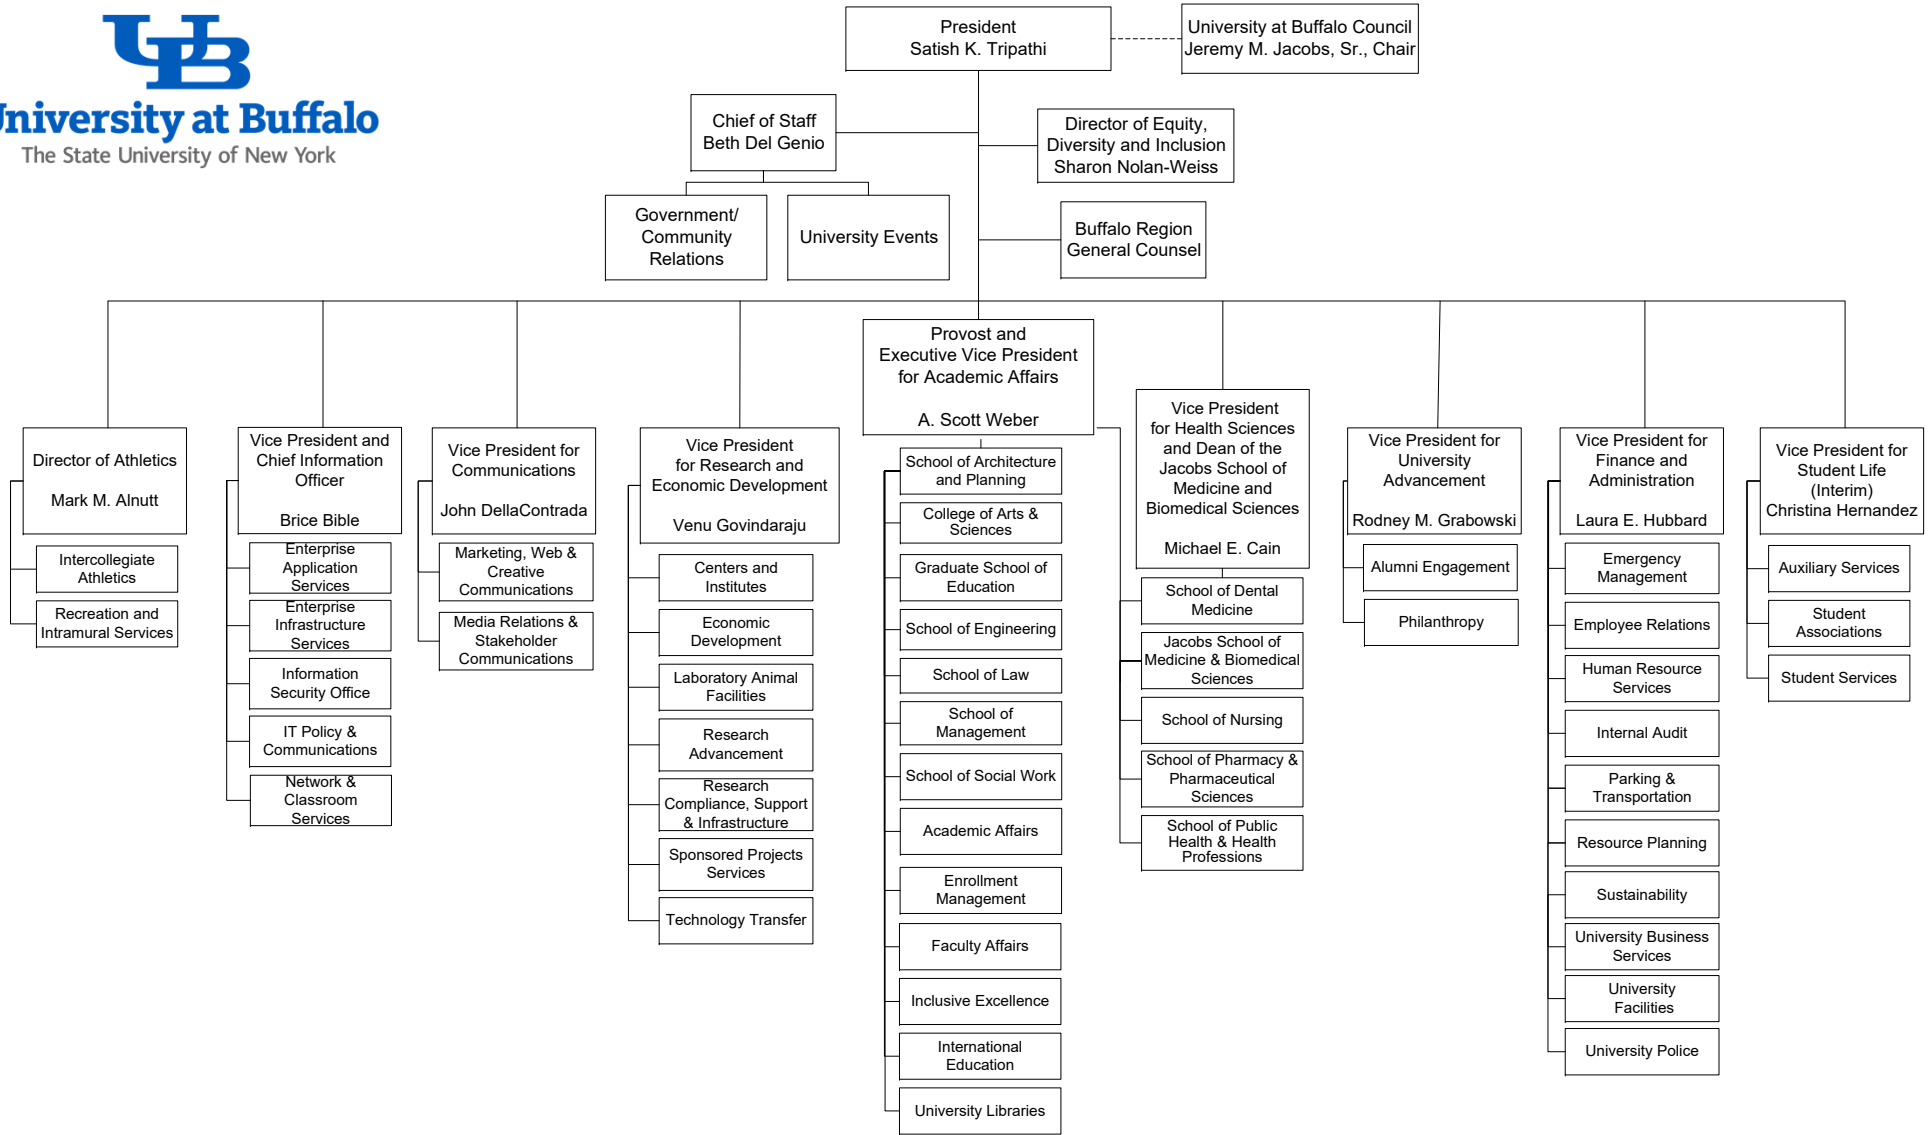 UB
University at Buffalo
The State University of New York
President
Satish K. Tripathi
University at Buffalo Council
Jeremy M. Jacobs, Sr., Chair
Chief of Staff
Beth Del Genio
Director of Equity,
Diversity and Inclusion
Sharon Nolan-Weiss
Government/
Community
Relations
University Events
Buffalo Region
General Counsel
Director of Athletics
Mark M. Alnutt
Intercollegiate
Athletics
Recreation and
Intramural Services
Vice President and
Chief Information
Officer
Brice Bible
Enterprise
Application
Services
Enterprise
Infrastructure
Services
Information
Security Office
IT Policy &
Communications
Network &
Classroom
Services
Vice President for
Communications
John DellaContrada
Marketing, Web &
Creative
Communications
Media Relations &
Stakeholder
Communications
Vice President
for Research and
Economic Development
Venu Govindaraju
Centers and
Institutes
Economic
Development
Laboratory Animal
Facilities
Research
Advancement
Research
Compliance, Support
& Infrastructure
Sponsored Projects
Services
Technology Transfer
Provost and
Executive Vice President
for Academic Affairs
A. Scott Weber
School of Architecture
and Planning
College of Arts &
Sciences
Graduate School of
Education
School of Engineering
School of Law
School of
Management
School of Social Work
Academic Affairs
Enrollment
Management
Faculty Affairs
Inclusive Excellence
International
Education
University Libraries
Vice President
for Health Sciences
and Dean of the
Jacobs School of
Medicine and
Biomedical Sciences
Michael E. Cain
School of Dental
Medicine
Jacobs School of
Medicine & Biomedical
Sciences
School of Nursing
School of Pharmacy &
Pharmaceutical
Sciences
School of Public
Health & Health
Professions
Vice President for
University
Advancement
Rodney M. Grabowski
Alumni Engagement
Philanthropy
Vice President for
Finance and
Administration
Laura E. Hubbard
Emergency
Management
Employee Relations
Human Resource
Services
Internal Audit
Parking &
Transportation
Resource Planning
Sustainability
University Business
Services
University
Facilities
University Police
Vice President for
Student Life
(Interim)
Christina Hernandez
Auxiliary Services
Student
Associations
Student Services